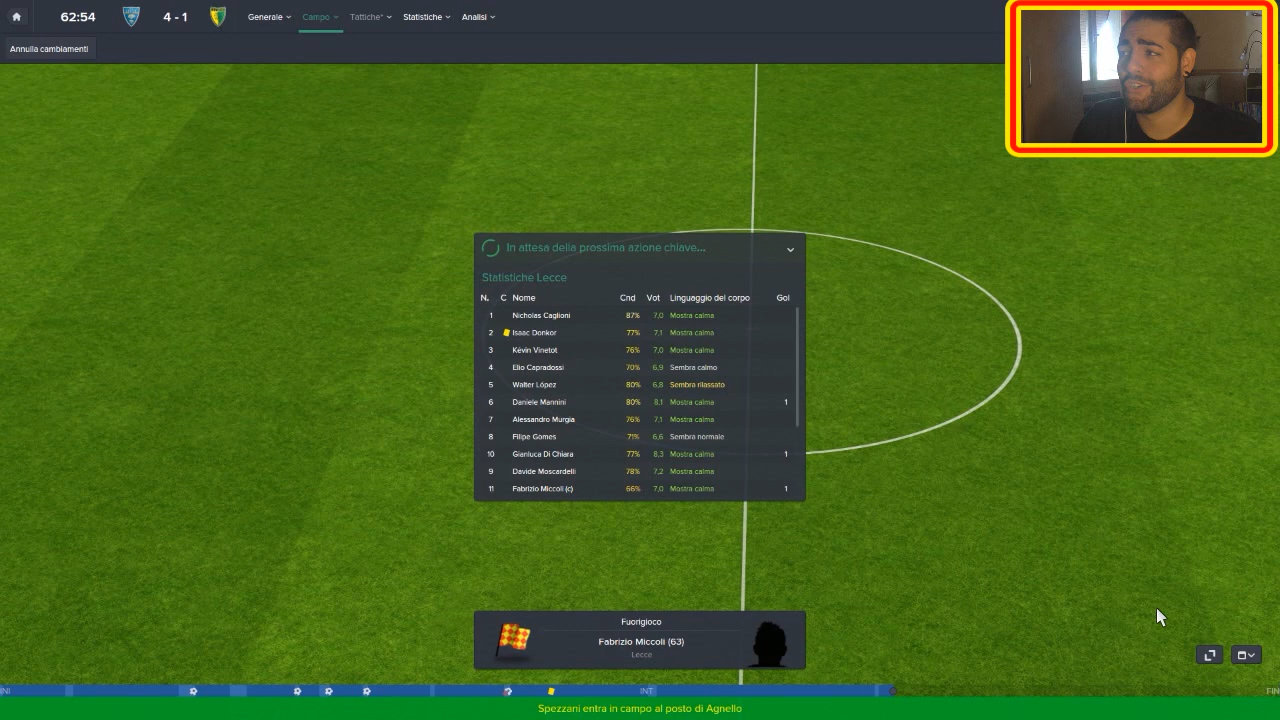 62:54
4 - 1
Generale
Campo
Tattiche*
Statistiche
Analisi
Annulla cambiamenti
In attesa della prossima azione chiave...
Statistiche Lecce
N. C Nome Cnd Vot Linguaggio del corpo Gol
1 Nicholas Caglioni 87% 7,0 Mostra calma
2 Isaac Donkor 77% 7,1 Mostra calma
3 Kévin Vinetot 76% 7,0 Mostra calma
4 Elio Capradossi 70% 6,9 Sembra calmo
5 Walter López 80% 6,8 Sembra rilassato
6 Daniele Mannini 80% 8,1 Mostra calma 1
7 Alessandro Murgia 76% 7,1 Mostra calma
8 Filipe Gomes 71% 6,6 Sembra normale
10 Gianluca Di Chiara 77% 8,3 Mostra calma 1
9 Davide Moscardelli 78% 7,2 Mostra calma
11 Fabrizio Miccoli (c) 66% 7,0 Mostra calma 1
Fuorigioco
Fabrizio Miccoli (63)
Lecce
INI
INT
FIN
Spezzani entra in campo al posto di Agnello